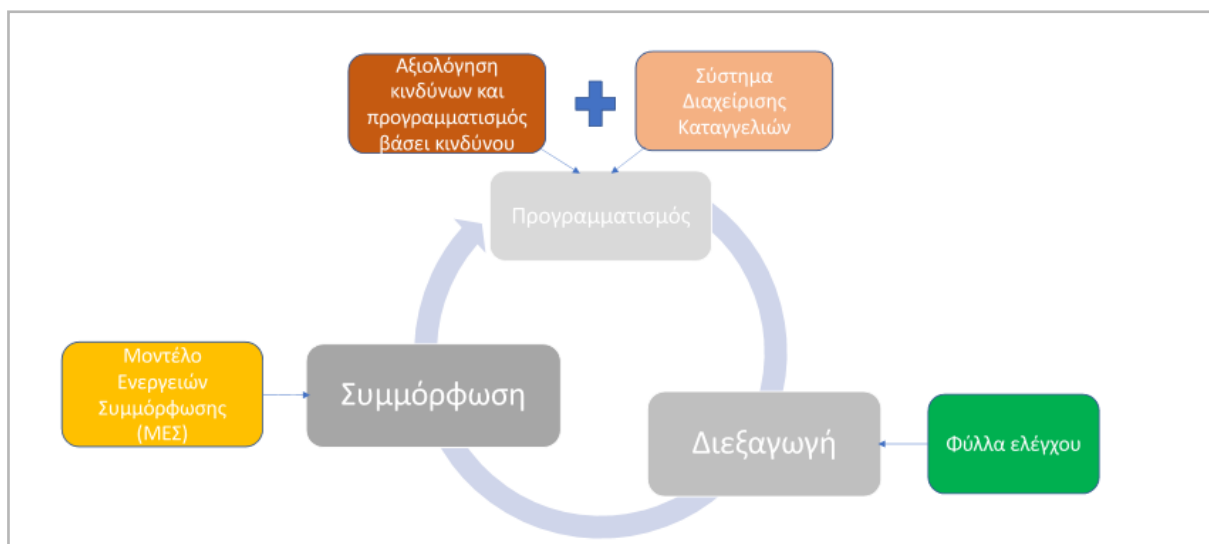 Αξιολόγηση
κινδύνων και
προγραμματισμός
βάσει κινδύνου
Σύστημα
Διαχείρισης
Καταγγελιών
Προγραμματισμός
Μοντέλο
Ενεργειών
Συμμόρφωσης
(ΜΕΣ)
Συμμόρφωση
Διεξαγωγή
Φύλλα ελέγχου